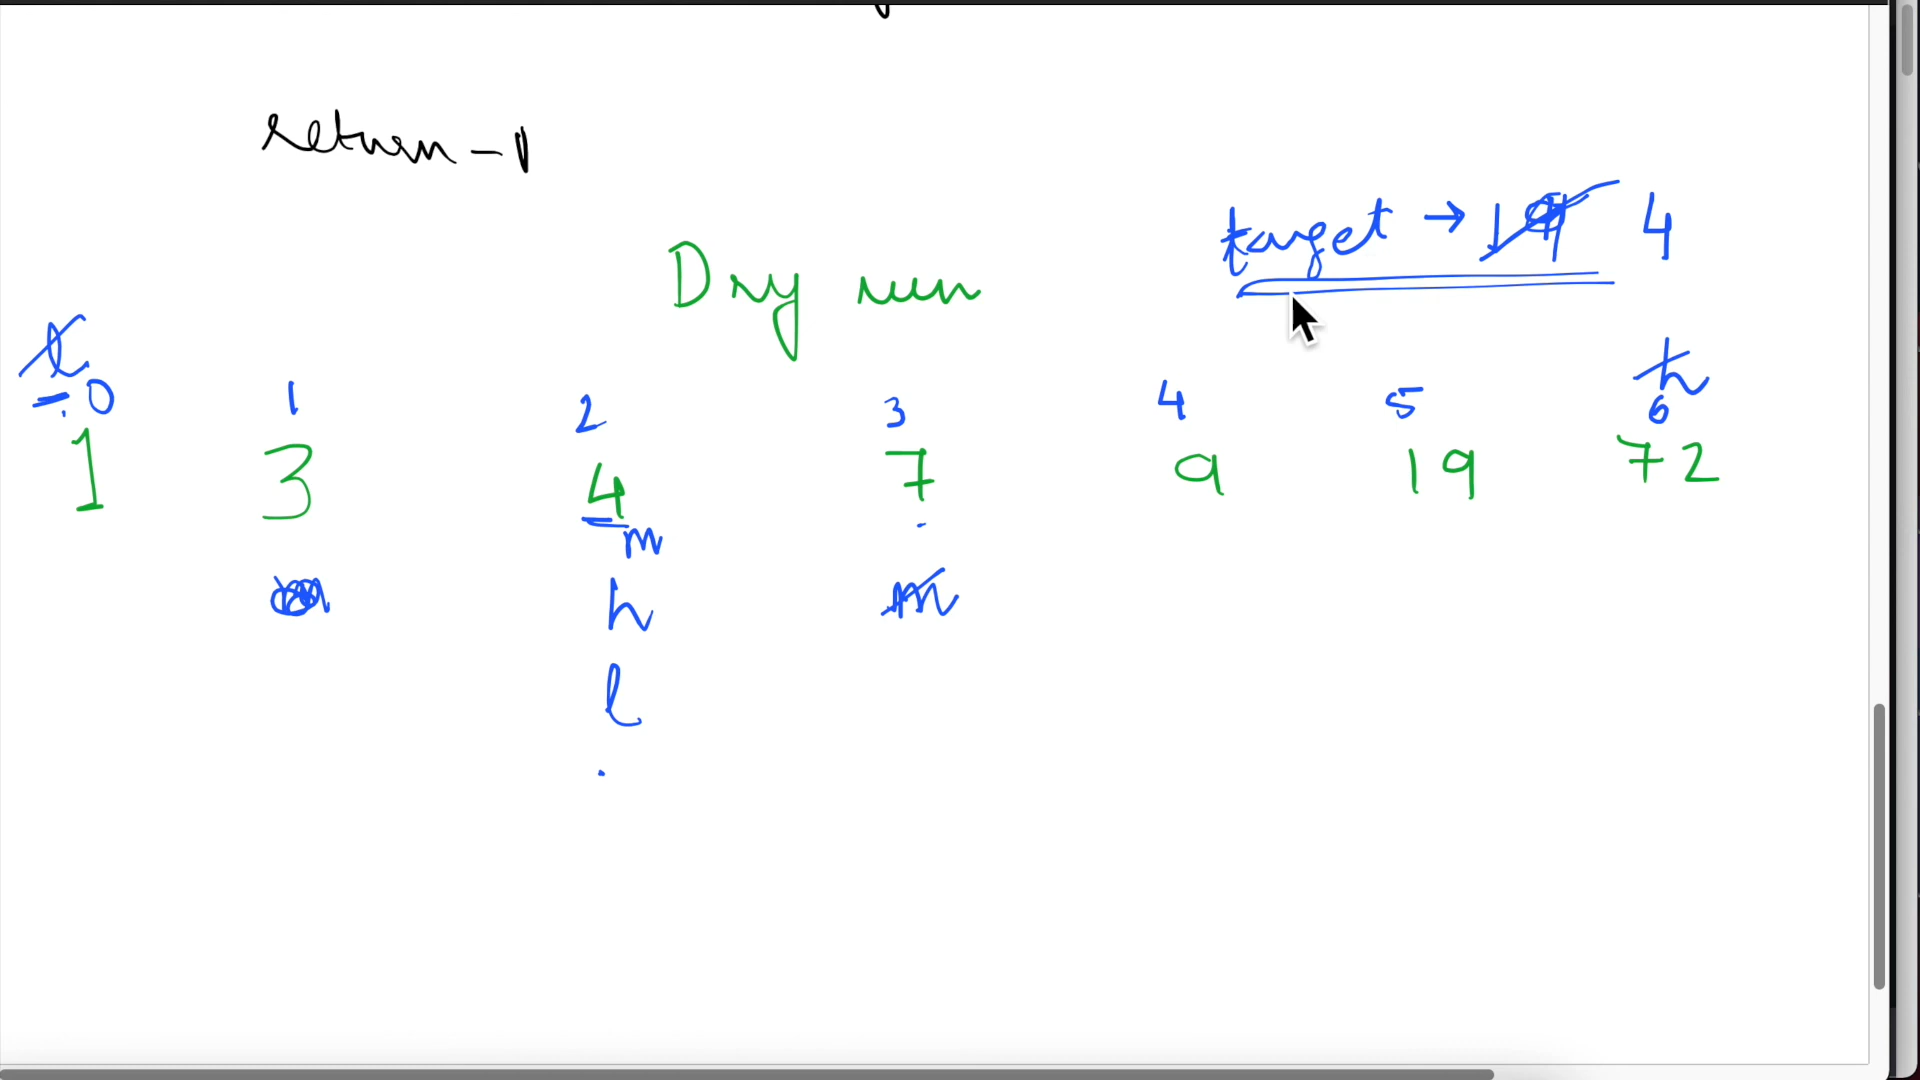 return -1
target → 19 4
Dry run
l h
0 1 2 3 4 5 6
1 3 4 7 9 19 72
m
h m
l